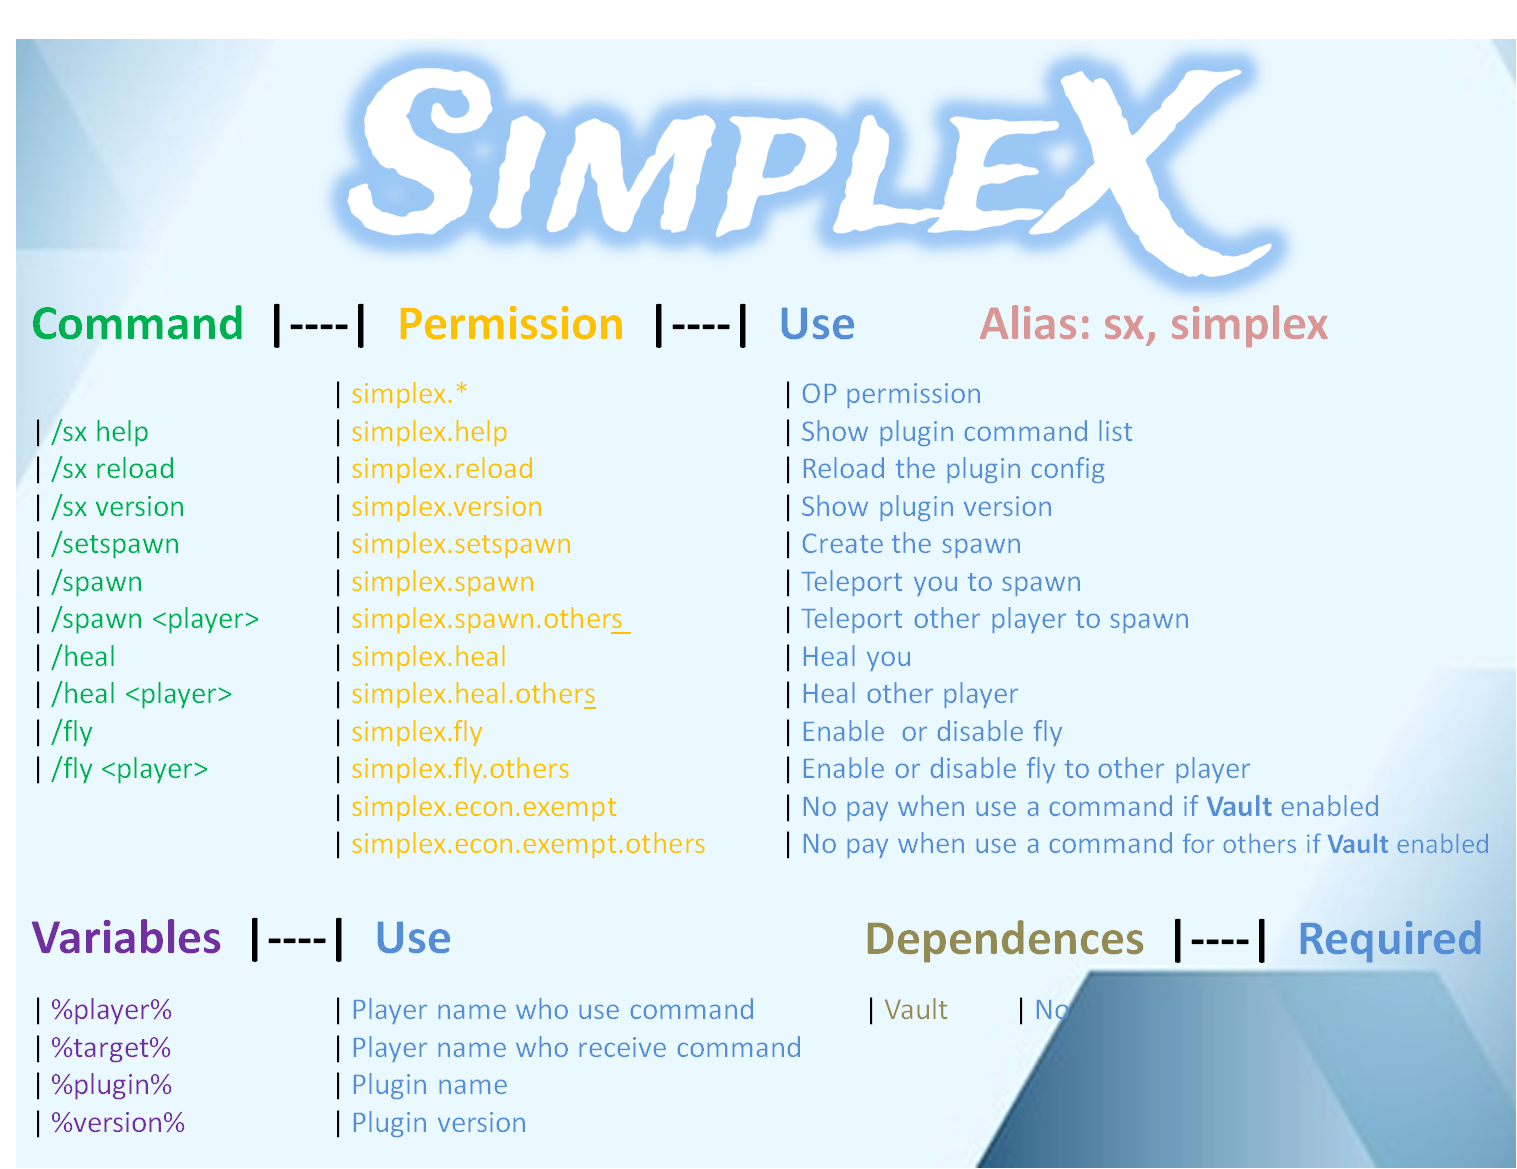 SIMPLEX
Command |----| Permission |----| Use Alias: sx, simplex
| simplex.* | OP permission
| /sx help | simplex.help | Show plugin command list
| /sx reload | simplex.reload | Reload the plugin config
| /sx version | simplex.version | Show plugin version
| /setspawn | simplex.setspawn | Create the spawn
| /spawn | simplex.spawn | Teleport you to spawn
| /spawn <player> | simplex.spawn.others | Teleport other player to spawn
| /heal | simplex.heal | Heal you
| /heal <player> | simplex.heal.others | Heal other player
| /fly | simplex.fly | Enable  or disable fly
| /fly <player> | simplex.fly.others | Enable or disable fly to other player
| simplex.econ.exempt | No pay when use a command if Vault enabled
| simplex.econ.exempt.others | No pay when use a command for others if Vault enabled
Variables |----| Use
| %player% | Player name who use command
| %target% | Player name who receive command
| %plugin% | Plugin name
| %version% | Plugin version
Dependences |----| Required
| Vault | No